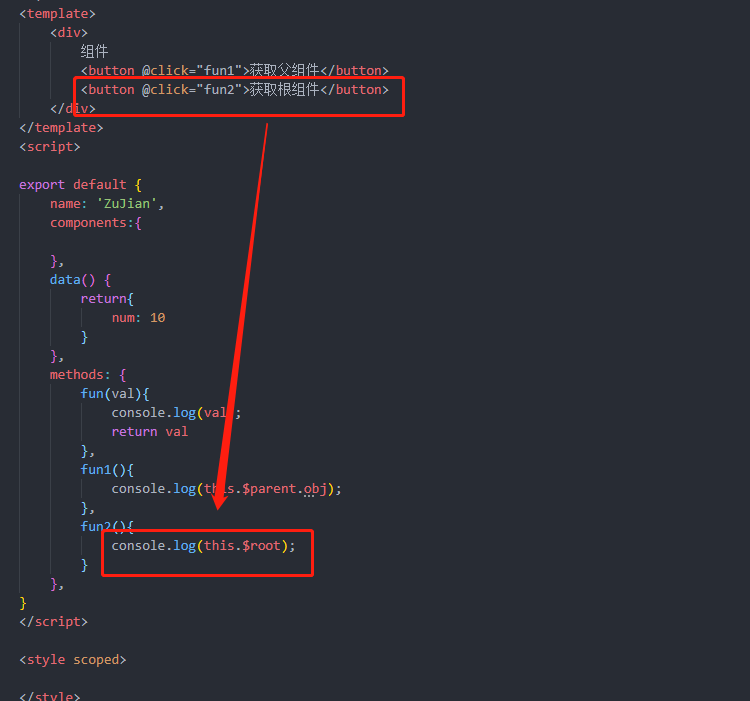 <template>
<div>
组件
<button @click="fun1">获取父组件</button>
<button @click="fun2">获取根组件</button>
</div>
</template>
<script>
export default {
name: 'ZuJian',
components:{
},
data() {
return{
num: 10
}
},
methods: {
fun(val){
console.log(val);
return val
},
fun1(){
console.log(this.$parent.obj);
},
fun2(){
console.log(this.$root);
}
},
}
</script>
<style scoped>
</style>